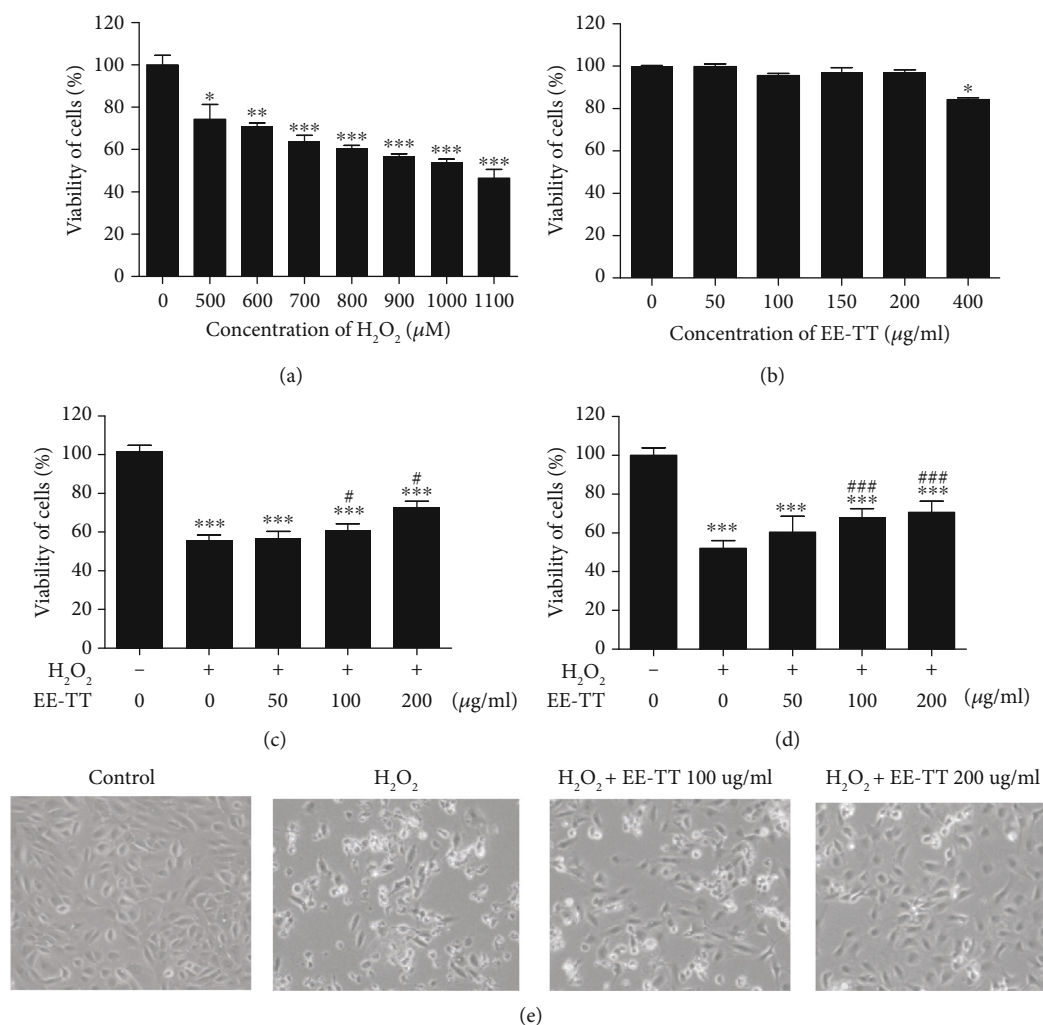 Viability of cells (%)
120
100
80
60
40
20
0
* ** *** *** *** *** ***
0 500 600 700 800 900 1000 1100
Concentration of H₂O₂ (μM)
(a)
Viability of cells (%)
120
100
80
60
40
20
0
*
0 50 100 150 200 400
Concentration of EE-TT (μg/ml)
(b)
Viability of cells (%)
120
100
80
60
40
20
0
# #
*** *** *** ***
H₂O₂ − + + + +
EE-TT 0 0 50 100 200 (μg/ml)
(c)
Viability of cells (%)
120
100
80
60
40
20
0
### ###
*** *** *** ***
H₂O₂ − + + + +
EE-TT 0 0 50 100 200 (μg/ml)
(d)
Control
H₂O₂
H₂O₂ + EE-TT 100 ug/ml
H₂O₂ + EE-TT 200 ug/ml
(e)